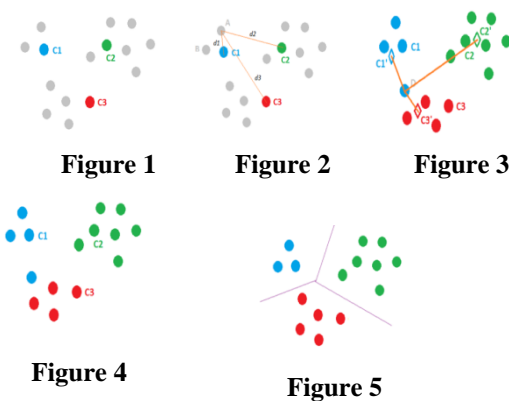 C1
C2
C3
Figure 1
A
B
d1
d2
C1
C2
d3
C3
Figure 2
C2'
C1
C2
C1'
D
C3
C3'
Figure 3
C1
C2
C3
Figure 4
Figure 5